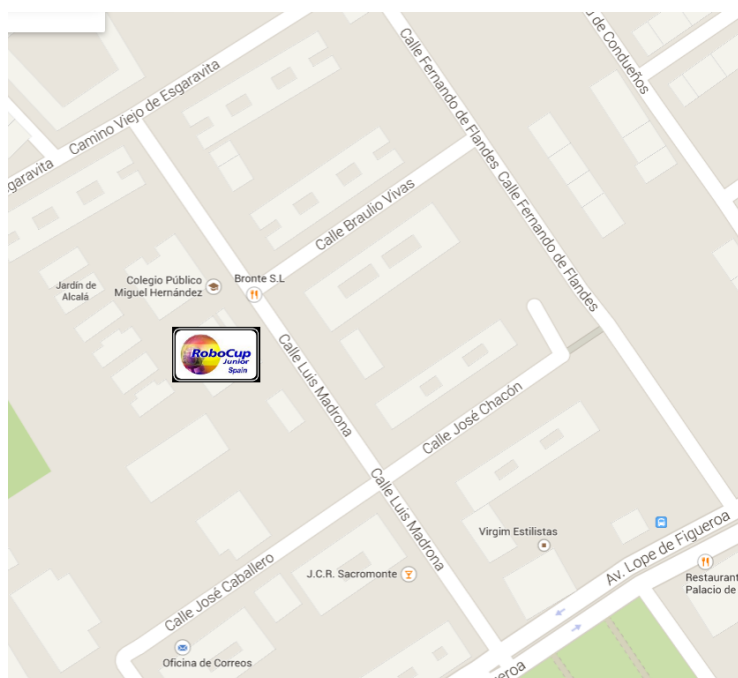 de Condueños
Calle Fernando de Flandes
Camino Viejo de Esgaravita
sgaravita
Calle Braulio Vivas
Calle Fernando de Flandes
Colegio Público
Miguel Hernández
Bronte S.L
Jardín de
Alcalá
RoboCup
Junior
Spain
Calle Luis Madrona
Calle José Chacón
Calle Luis Madrona
Virgim Estilistas
Av. Lope de Figueroa
J.C.R. Sacromonte
Restaurant
Palacio de
Calle José Caballero
Oficina de Correos
eroa